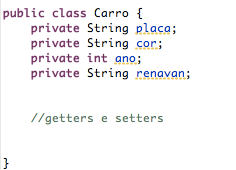 public class Carro {
    private String placa;
    private String cor;
    private int ano;
    private String renavan;
    //getters e setters
}